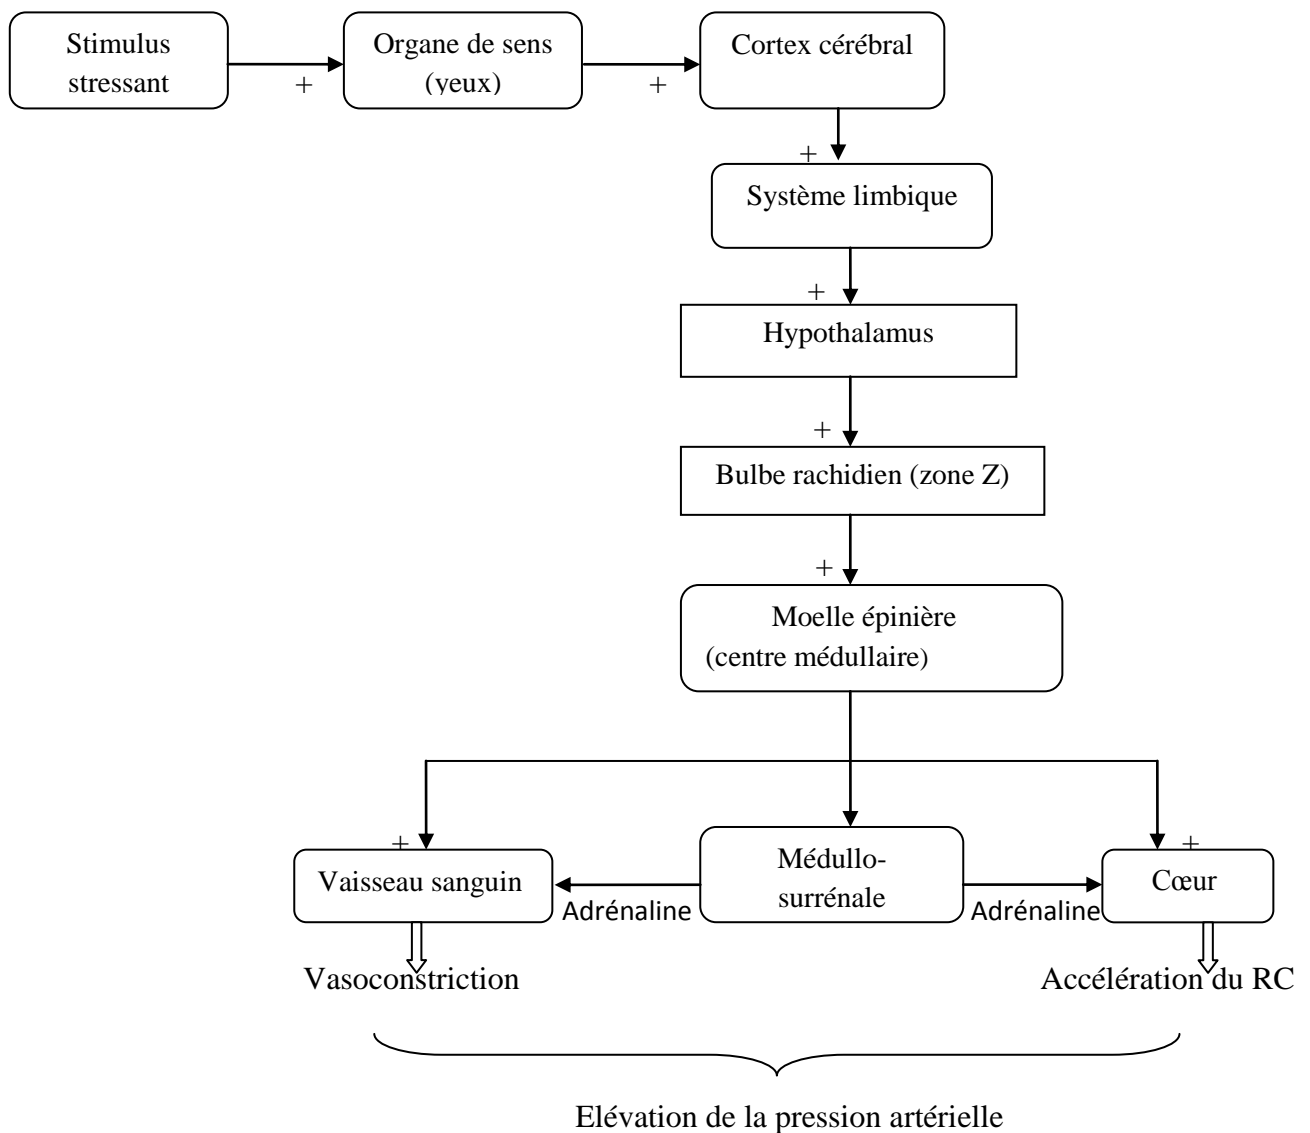 Stimulus
stressant
+
Organe de sens
(yeux)
+
Cortex cérébral
+
Système limbique
+
Hypothalamus
+
Bulbe rachidien (zone Z)
+
Moelle épinière
(centre médullaire)
+
Vaisseau sanguin
Adrénaline
Médullo-
surrénale
Adrénaline
+
Cœur
Vasoconstriction
Accélération du RC
Elévation de la pression artérielle